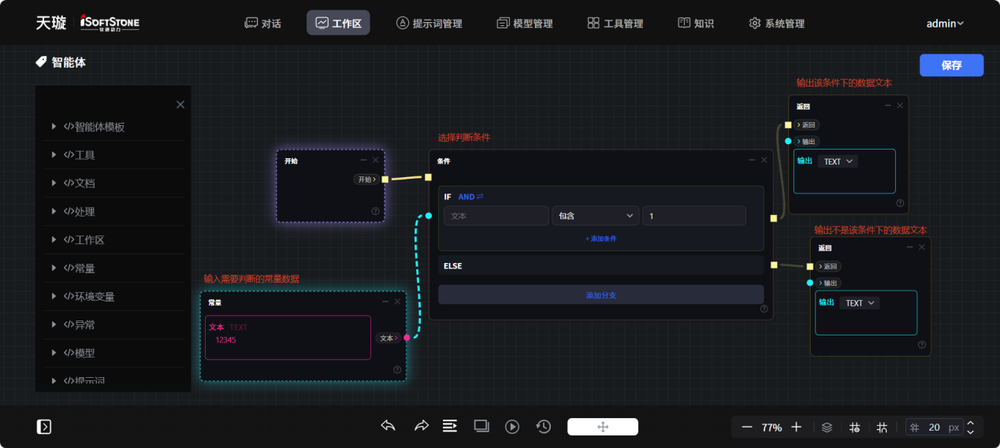 天璇 iSoftStone 软通动力
对话 工作区 提示词管理 模型管理 工具管理 知识 系统管理 admin
智能体
保存
</>智能体模板
</>工具
</>文档
</>处理
</>工作区
</>常量
</>环境变量
</>异常
</>模型
</>提示词
开始
开始
输入需要判断的常量数据
常量
文本 TEXT
12345
文本
选择判断条件
条件
IF AND
文本 包含 1
+ 添加条件
ELSE
添加分支
输出该条件下的数据文本
返回
返回
输出
输出 TEXT
输出不是该条件下的数据文本
返回
返回
输出
输出 TEXT
77% 20 px